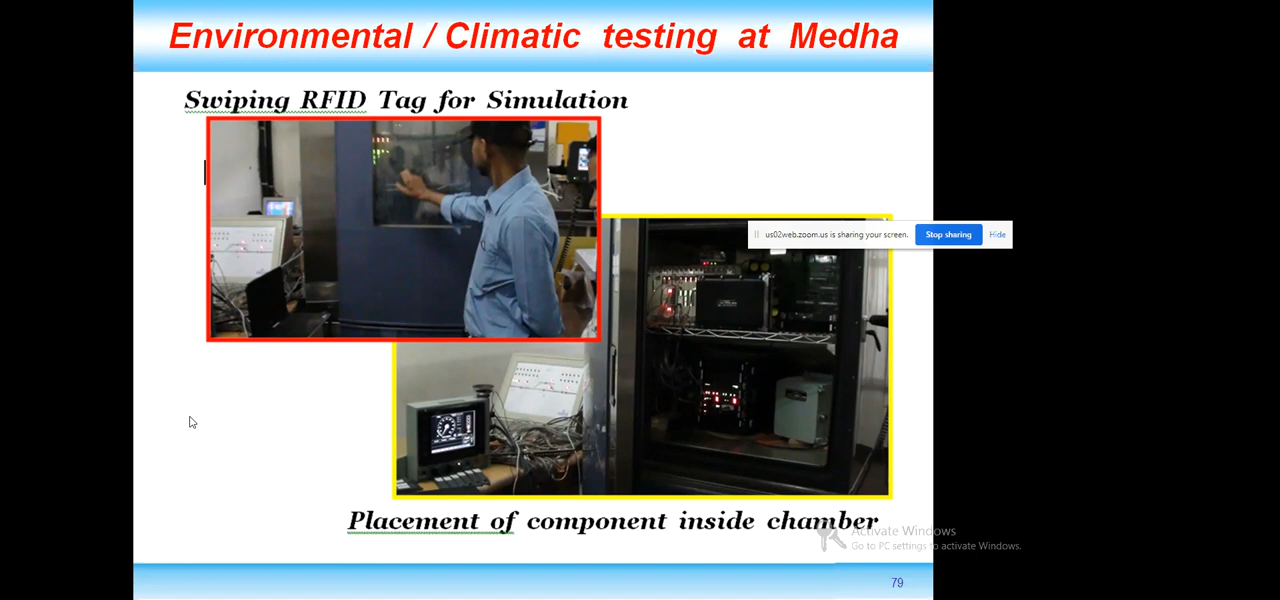 Environmental / Climatic testing at Medha
Swiping RFID Tag for Simulation
us02web.zoom.us is sharing your screen.
Stop sharing
Hide
Placement of component inside chamber
Activate Windows
Go to PC settings to activate Windows.
79